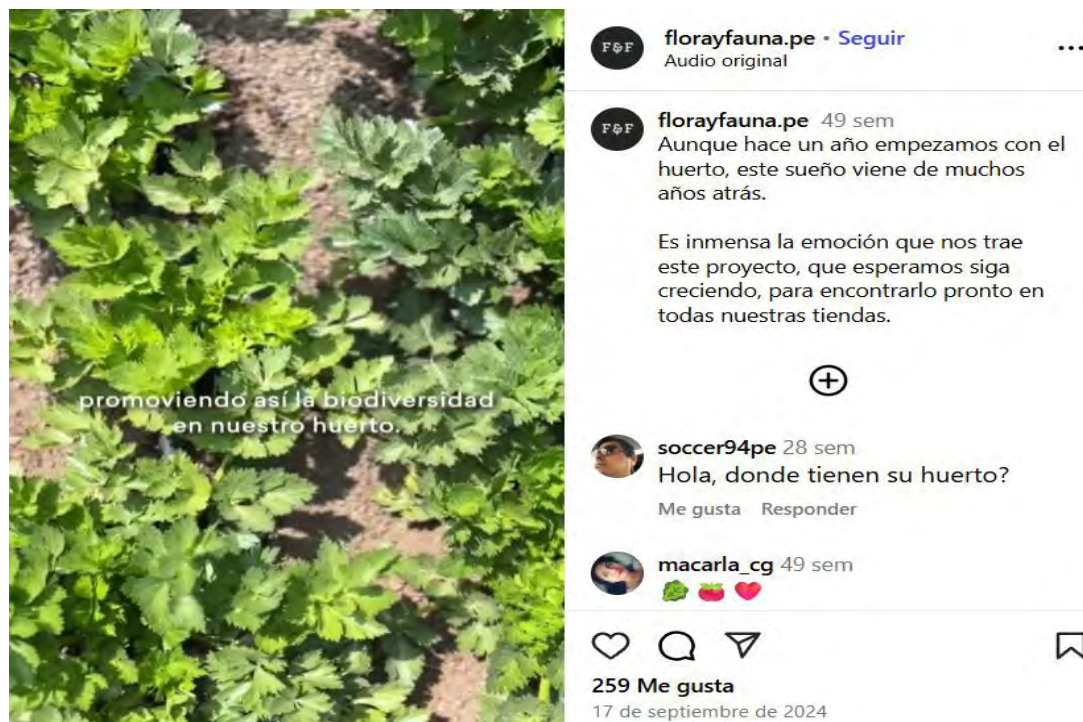 promoviendo así la biodiversidad
en nuestro huerto.
F&F
florayfauna.pe • Seguir
Audio original
F&F
florayfauna.pe 49 sem
Aunque hace un año empezamos con el
huerto, este sueño viene de muchos
años atrás.
Es inmensa la emoción que nos trae
este proyecto, que esperamos siga
creciendo, para encontrarlo pronto en
todas nuestras tiendas.
soccer94pe 28 sem
Hola, donde tienen su huerto?
Me gusta Responder
macarla_cg 49 sem
259 Me gusta
17 de septiembre de 2024